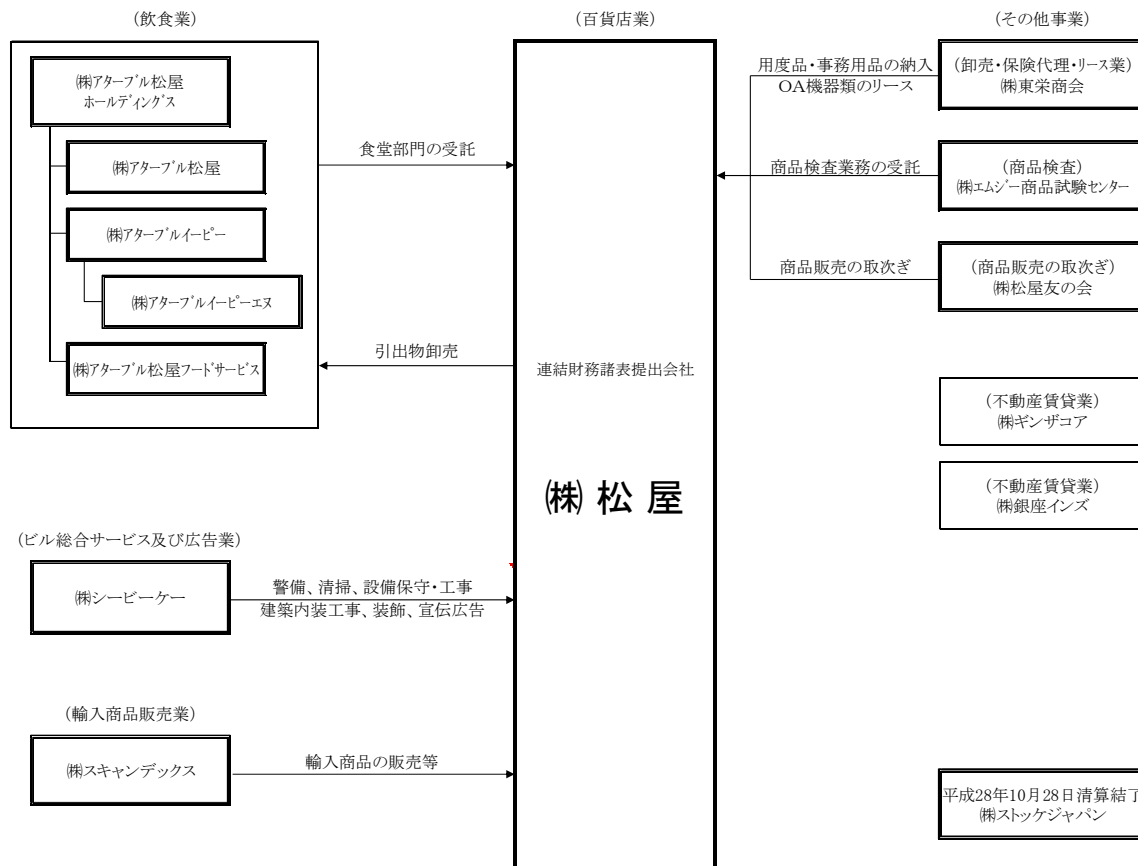 (飲食業)
㈱アターブル松屋
ホールディングス
㈱アターブル松屋
㈱アターブルイーピー
㈱アターブルイーピーエヌ
㈱アターブル松屋フードサービス
食堂部門の受託
引出物卸売
(ビル総合サービス及び広告業)
㈱シービーケー
警備、清掃、設備保守・工事
建築内装工事、装飾、宣伝広告
(輸入商品販売業)
㈱スキャンデックス
輸入商品の販売等
(百貨店業)
連結財務諸表提出会社
㈱松屋
(その他事業)
用度品・事務用品の納入
OA機器類のリース
(卸売・保険代理・リース業)
㈱東栄商会
商品検査業務の受託
(商品検査)
㈱エムジー商品試験センター
商品販売の取次ぎ
(商品販売の取次ぎ)
㈱松屋友の会
(不動産賃貸業)
㈱ギンザコア
(不動産賃貸業)
㈱銀座インズ
平成28年10月28日清算結了
㈱ストッケジャパン